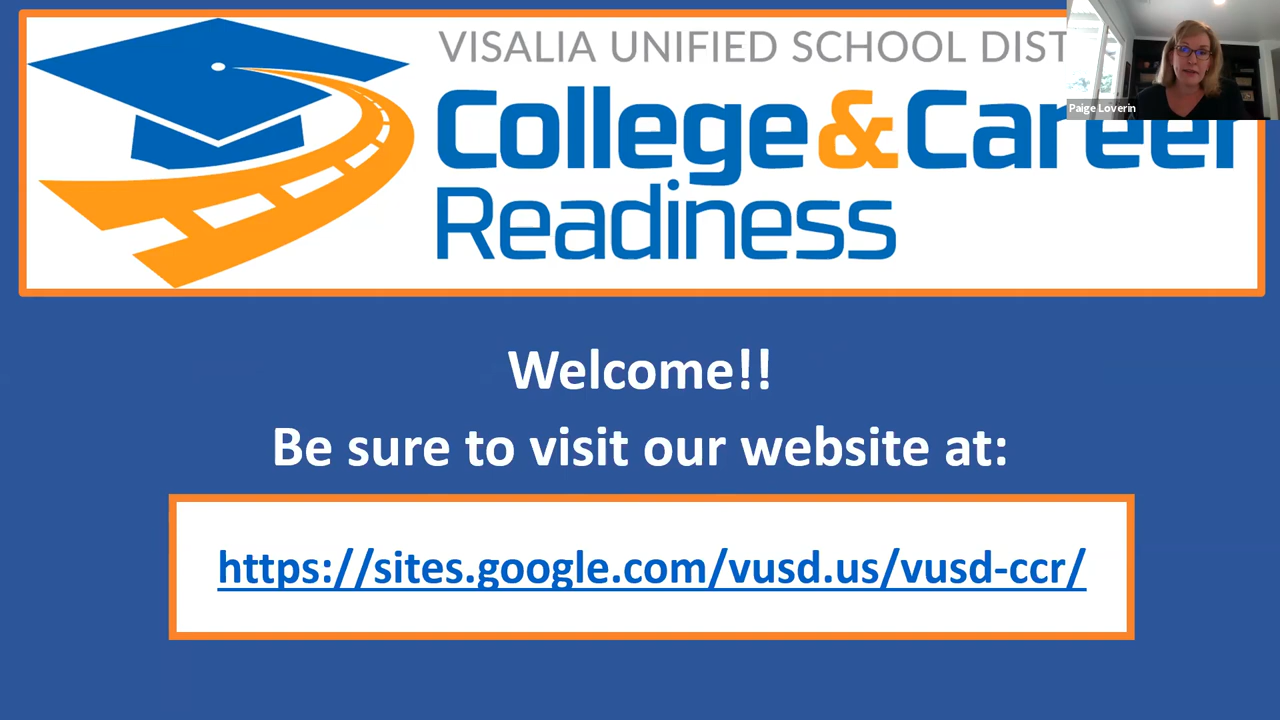 VISALIA UNIFIED SCHOOL DIST
Paige Loverin
College&Career
Readiness
Welcome!!
Be sure to visit our website at:
https://sites.google.com/vusd.us/vusd-ccr/